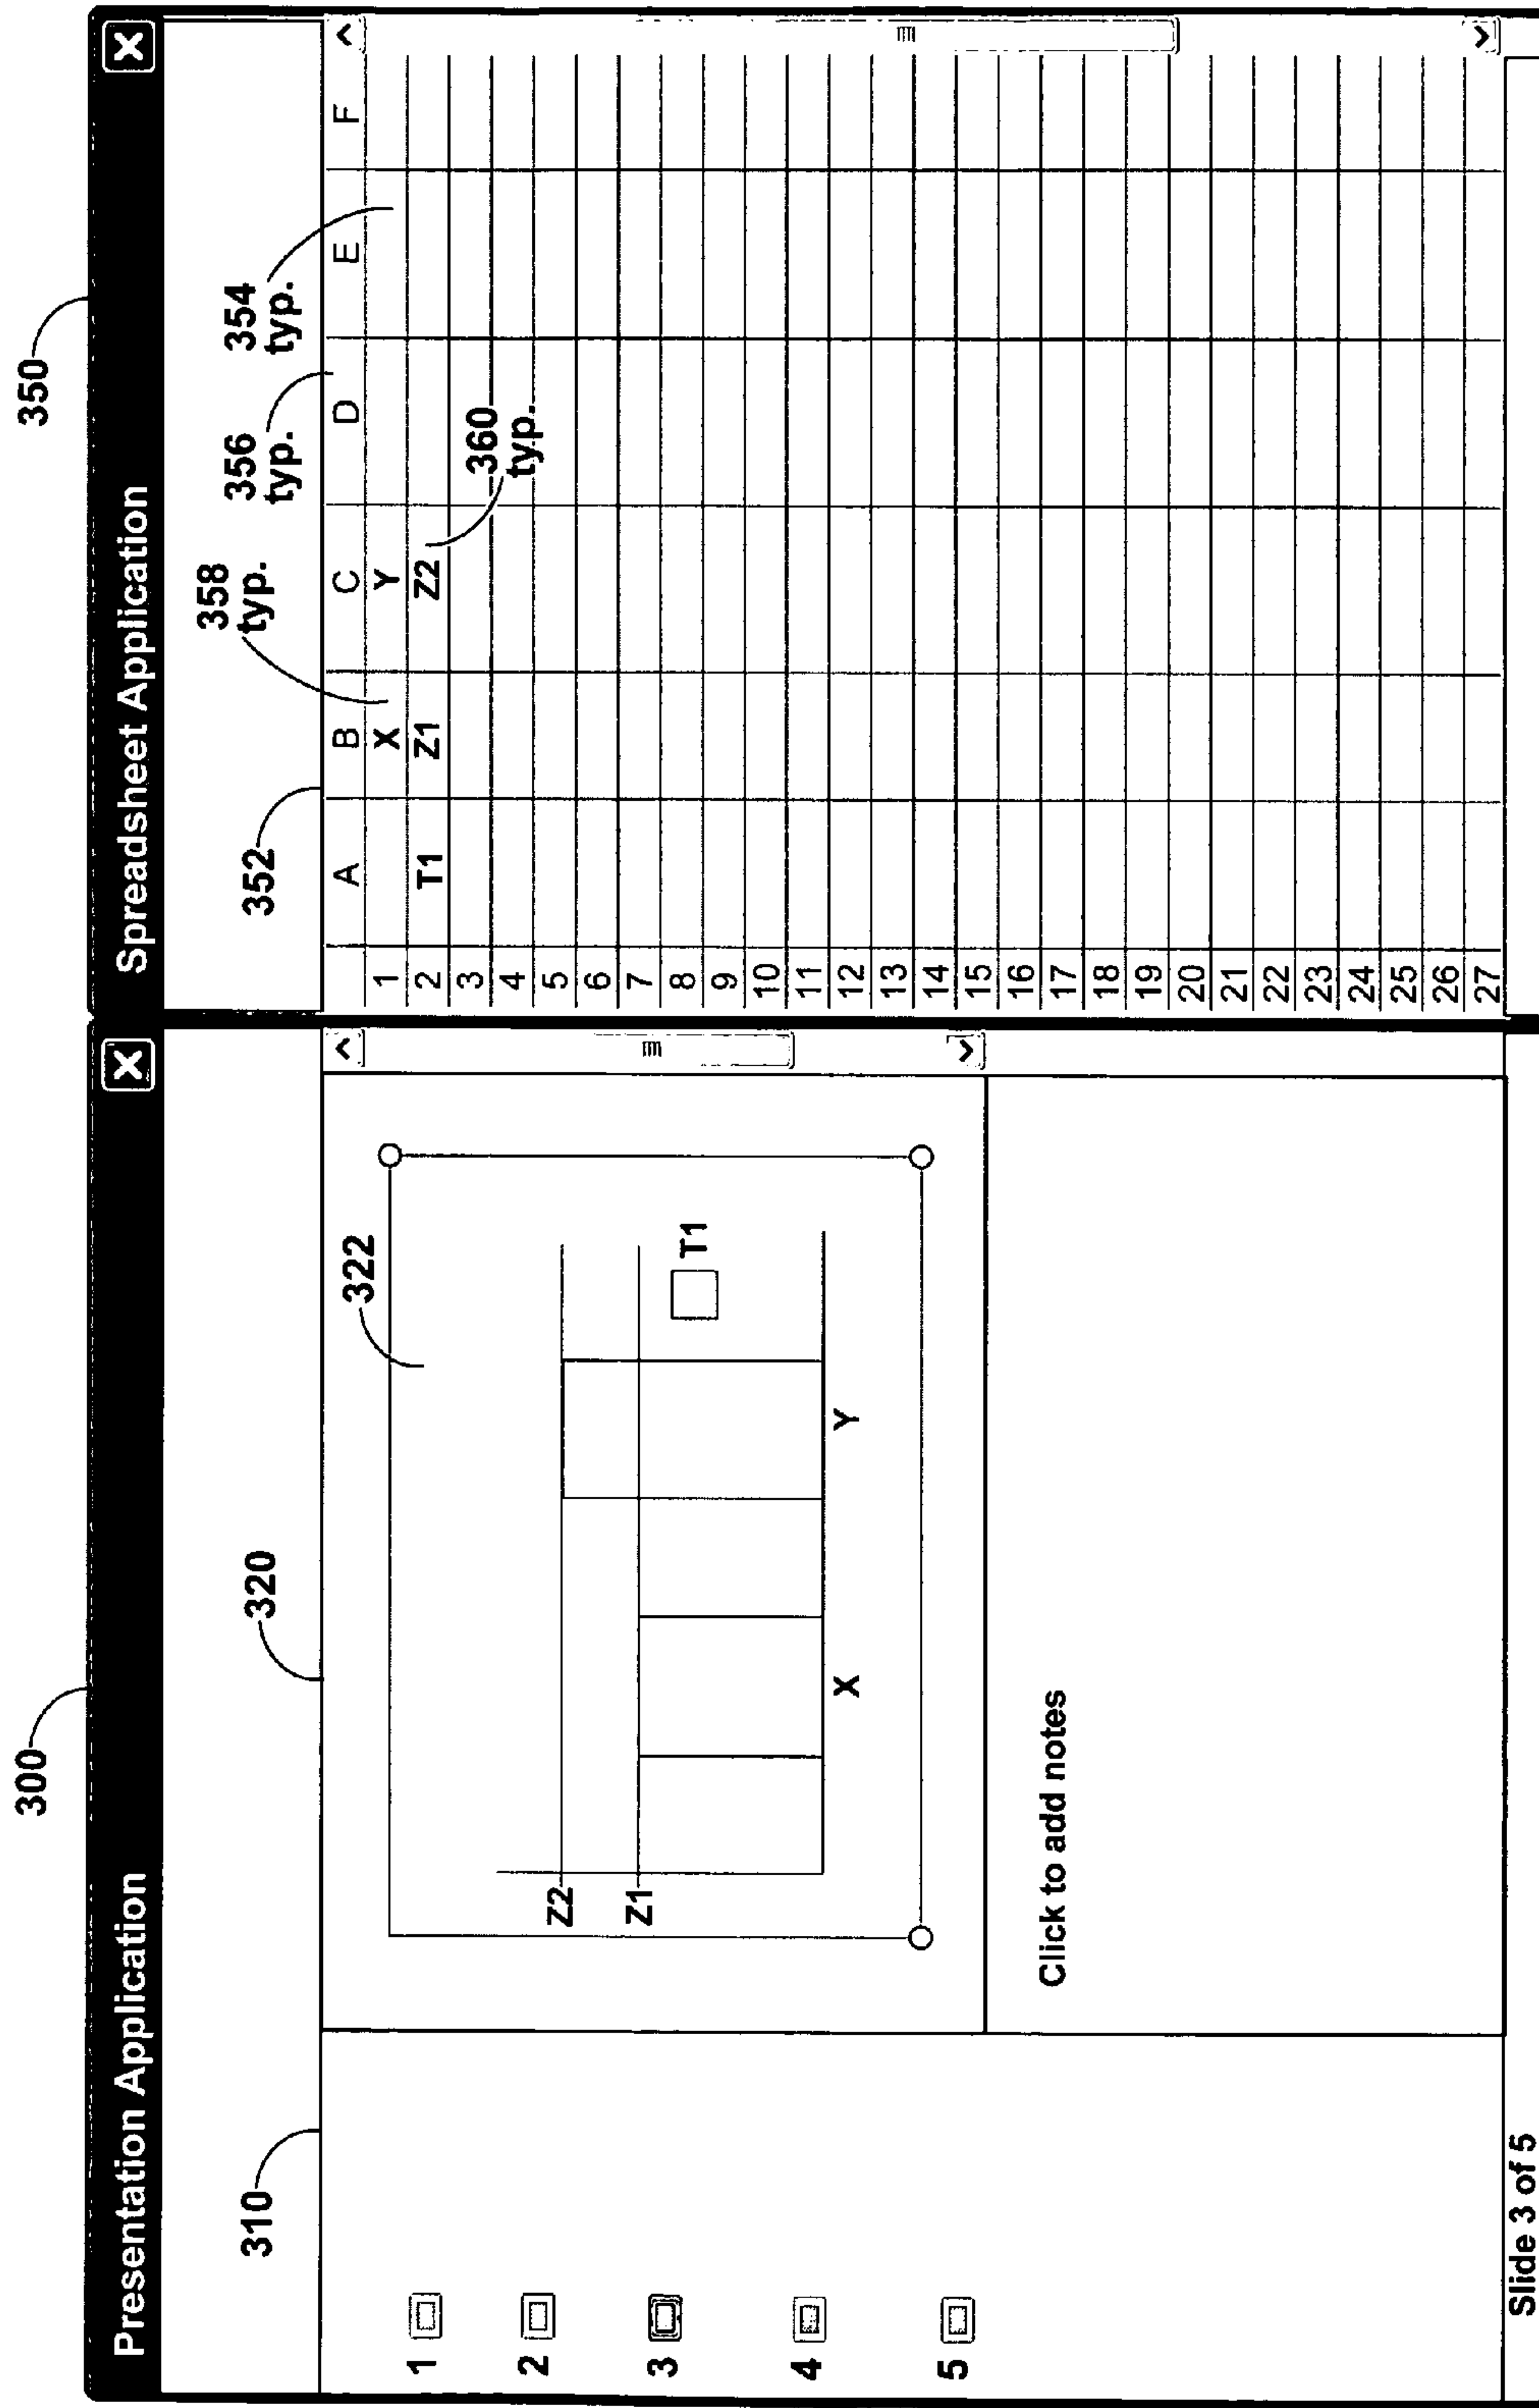 300
350
Presentation Application X
Spreadsheet Application X
310
320
322
352
358
typ.
356
typ.
354
typ.
360
typ.
1
2
3
4
5
Z2
Z1
X
Y
T1
Click to add notes
Slide 3 of 5
A B C D E F
1 X Y
2 T1 Z1 Z2
3
4
5
6
7
8
9
10
11
12
13
14
15
16
17
18
19
20
21
22
23
24
25
26
27